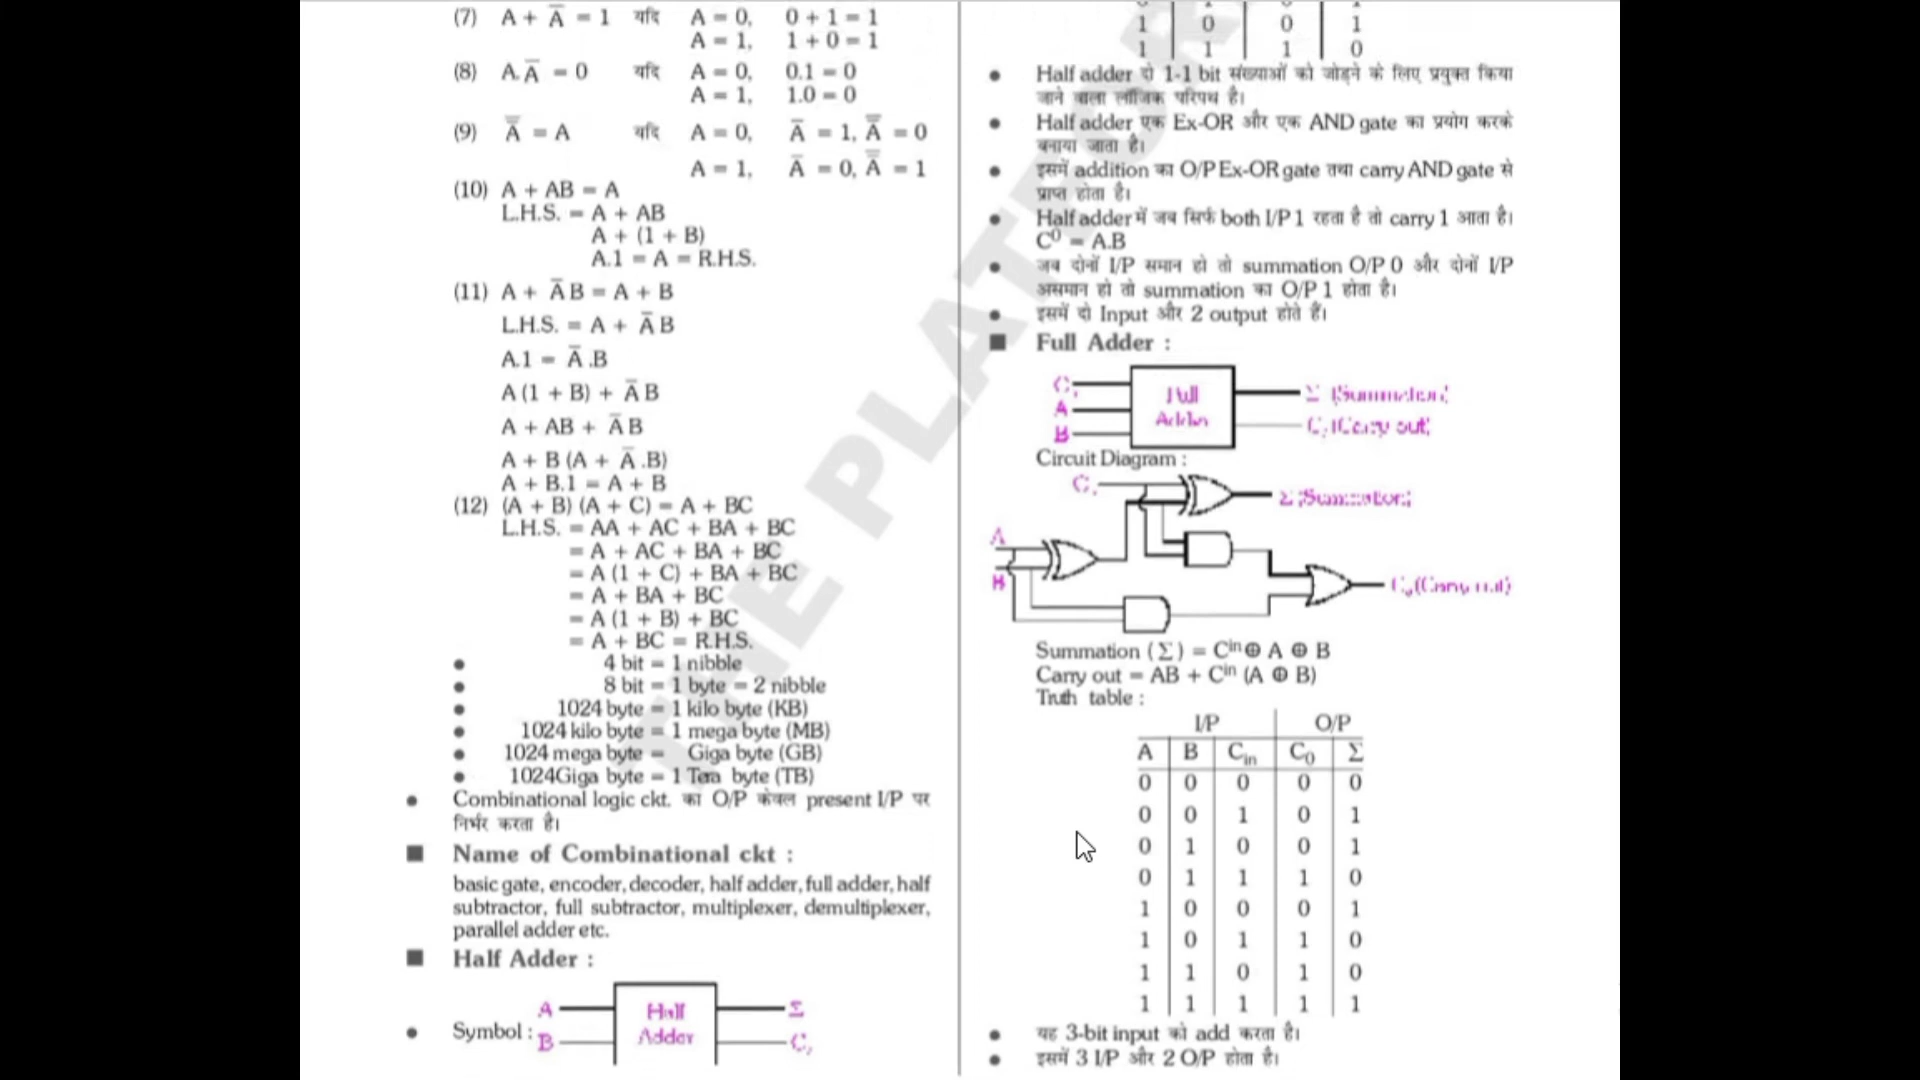 (7) A + A̅ = 1 यदि A = 0, 0 + 1 = 1
A = 1, 1 + 0 = 1
(8) A.A̅ = 0 यदि A = 0, 0.1 = 0
A = 1, 1.0 = 0
(9) A̿ = A यदि A = 0, A̅ = 1, A̿ = 0
A = 1, A̅ = 0, A̿ = 1
(10) A + AB = A
L.H.S. = A + AB
A + (1 + B)
A.1 = A = R.H.S.
(11) A + A̅ B = A + B
L.H.S. = A + A̅ B
A.1 = A̅ .B
A (1 + B) + A̅ B
A + AB + A̅ B
A + B (A + A̅ .B)
A + B.1 = A + B
(12) (A + B) (A + C) = A + BC
L.H.S. = AA + AC + BA + BC
= A + AC + BA + BC
= A (1 + C) + BA + BC
= A + BA + BC
= A (1 + B) + BC
= A + BC = R.H.S.
● 4 bit = 1 nibble
● 8 bit = 1 byte = 2 nibble
● 1024 byte = 1 kilo byte (KB)
● 1024 kilo byte = 1 mega byte (MB)
● 1024 mega byte = Giga byte (GB)
● 1024Giga byte = 1 Tera byte (TB)
● Combinational logic ckt. का O/P केवल present I/P पर
निर्भर करता है।
■ Name of Combinational ckt :
basic gate, encoder, decoder, half adder, full adder, half
subtractor, full subtractor, multiplexer, demultiplexer,
parallel adder etc.
■ Half Adder :
● Symbol :
A
B
Half
Adder
Σ
C
1 0 0 1
1 1 1 0
● Half adder दो 1-1 bit संख्याओं को जोड़ने के लिए प्रयुक्त किया
जाने वाला लॉजिक परिपथ है।
● Half adder एक Ex-OR और एक AND gate का प्रयोग करके
बनाया जाता है।
● इसमें addition का O/P Ex-OR gate तथा carry AND gate से
प्राप्त होता है।
● Half adder में जब सिर्फ both I/P 1 रहता है तो carry 1 आता है।
C⁰ = A.B
● जब दोनों I/P समान हो तो summation O/P 0 और दोनों I/P
असमान हो तो summation का O/P 1 होता है।
● इसमें दो Input और 2 output होते हैं।
■ Full Adder :
C
A
B
Full
Adder
Σ (Summation)
C (Carry out)
Circuit Diagram :
C
Σ (Summation)
A
B
C₀ (Carry out)
Summation (Σ) = Cⁱⁿ⊕ A ⊕ B
Carry out = AB + Cⁱⁿ (A ⊕ B)
Truth table :
I/P O/P
A B Cᵢₙ C₀ Σ
0 0 0 0 0
0 0 1 0 1
0 1 0 0 1
0 1 1 1 0
1 0 0 0 1
1 0 1 1 0
1 1 0 1 0
1 1 1 1 1
● यह 3-bit input को add करता है।
● इसमें 3 I/P और 2 O/P होता है।
THE PLATFOR